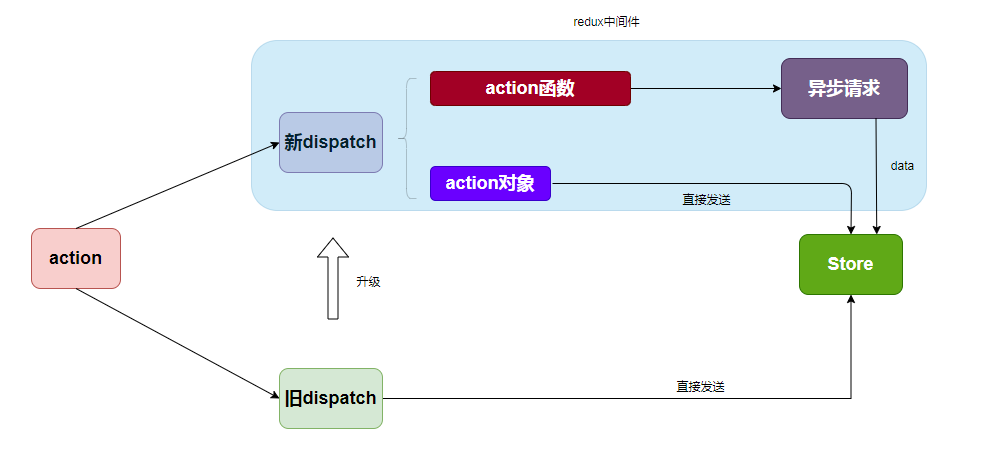 redux中间件
action函数
异步请求
新dispatch
data
action对象
直接发送
action
Store
升级
直接发送
旧dispatch